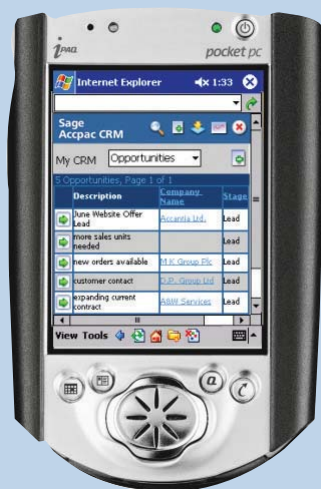 iPAQ
pocket pc
Internet Explorer 1:33
Sage
Accpac CRM
My CRM Opportunities
5 Opportunities, Page 1 of 1
Description Company Name Stage
June Website Offer Lead Accantia Ltd. Lead
more sales units needed Lead
new orders available M K Group Plc Lead
customer contact D.P. Group Ltd Lead
expanding current contract A&W Services Lead
View Tools